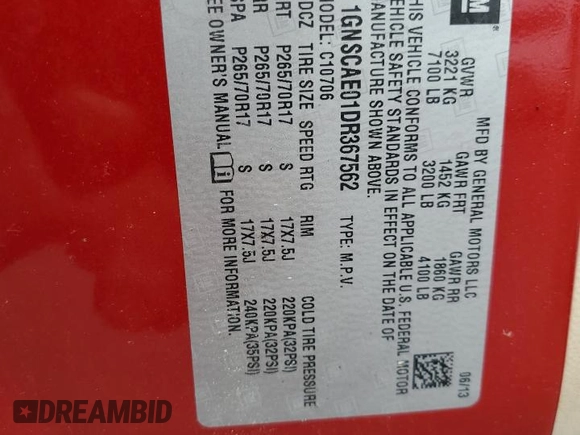 GM MFD BY GENERAL MOTORS LLC 06/13
GVWR GAWR FRT GAWR RR
3221 KG 1452 KG 1860 KG
7100 LB 3200 LB 4100 LB
THIS VEHICLE CONFORMS TO ALL APPLICABLE U.S. FEDERAL MOTOR
VEHICLE SAFETY STANDARDS IN EFFECT ON THE DATE OF
MANUFACTURE SHOWN ABOVE.
1GNSCAE01DR367562 TYPE: M.P.V.
MODEL: C10706
DCZ TIRE SIZE SPEED RTG RIM COLD TIRE PRESSURE
FRT P265/70R17 S 17X7.5J 220KPA(32PSI)
RR P265/70R17 S 17X7.5J 220KPA(32PSI)
SPA P265/70R17 S 17X7.5J 240KPA(35PSI)
SEE OWNER'S MANUAL FOR MORE INFORMATION.
DREAMBID